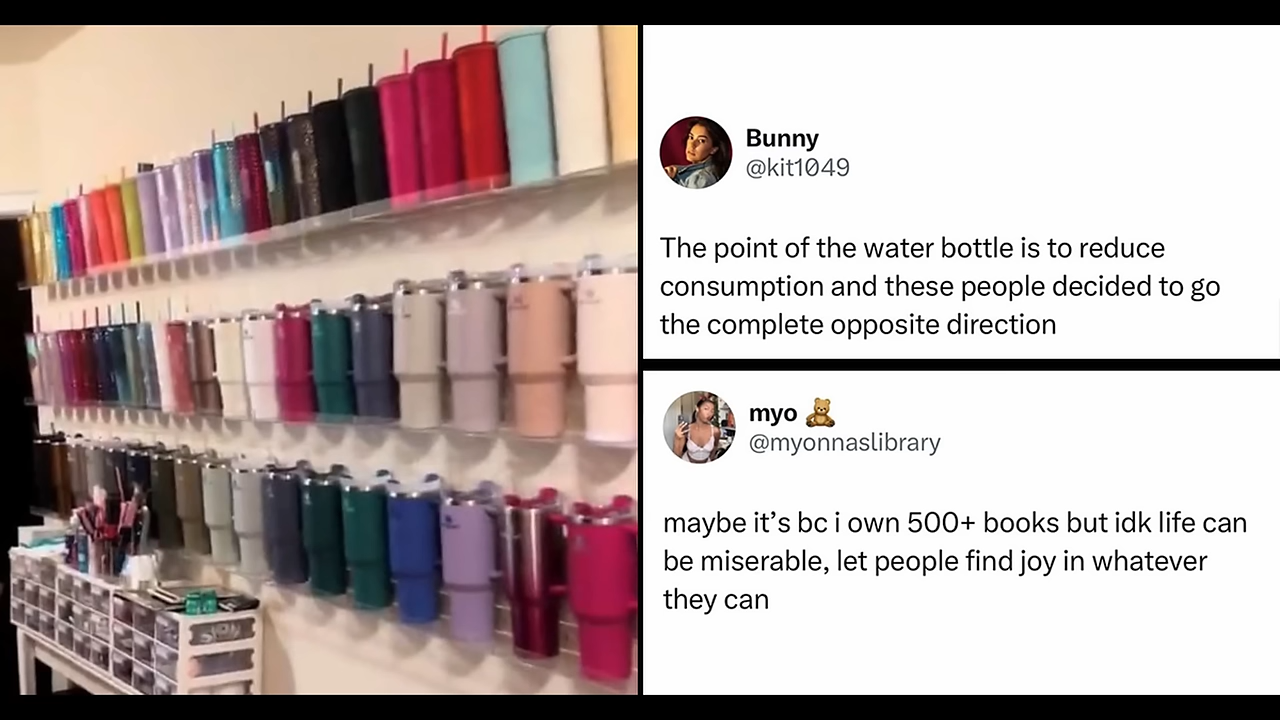 Bunny
@kit1049
The point of the water bottle is to reduce
consumption and these people decided to go
the complete opposite direction
myo 🧸
@myonnaslibrary
maybe it’s bc i own 500+ books but idk life can
be miserable, let people find joy in whatever
they can